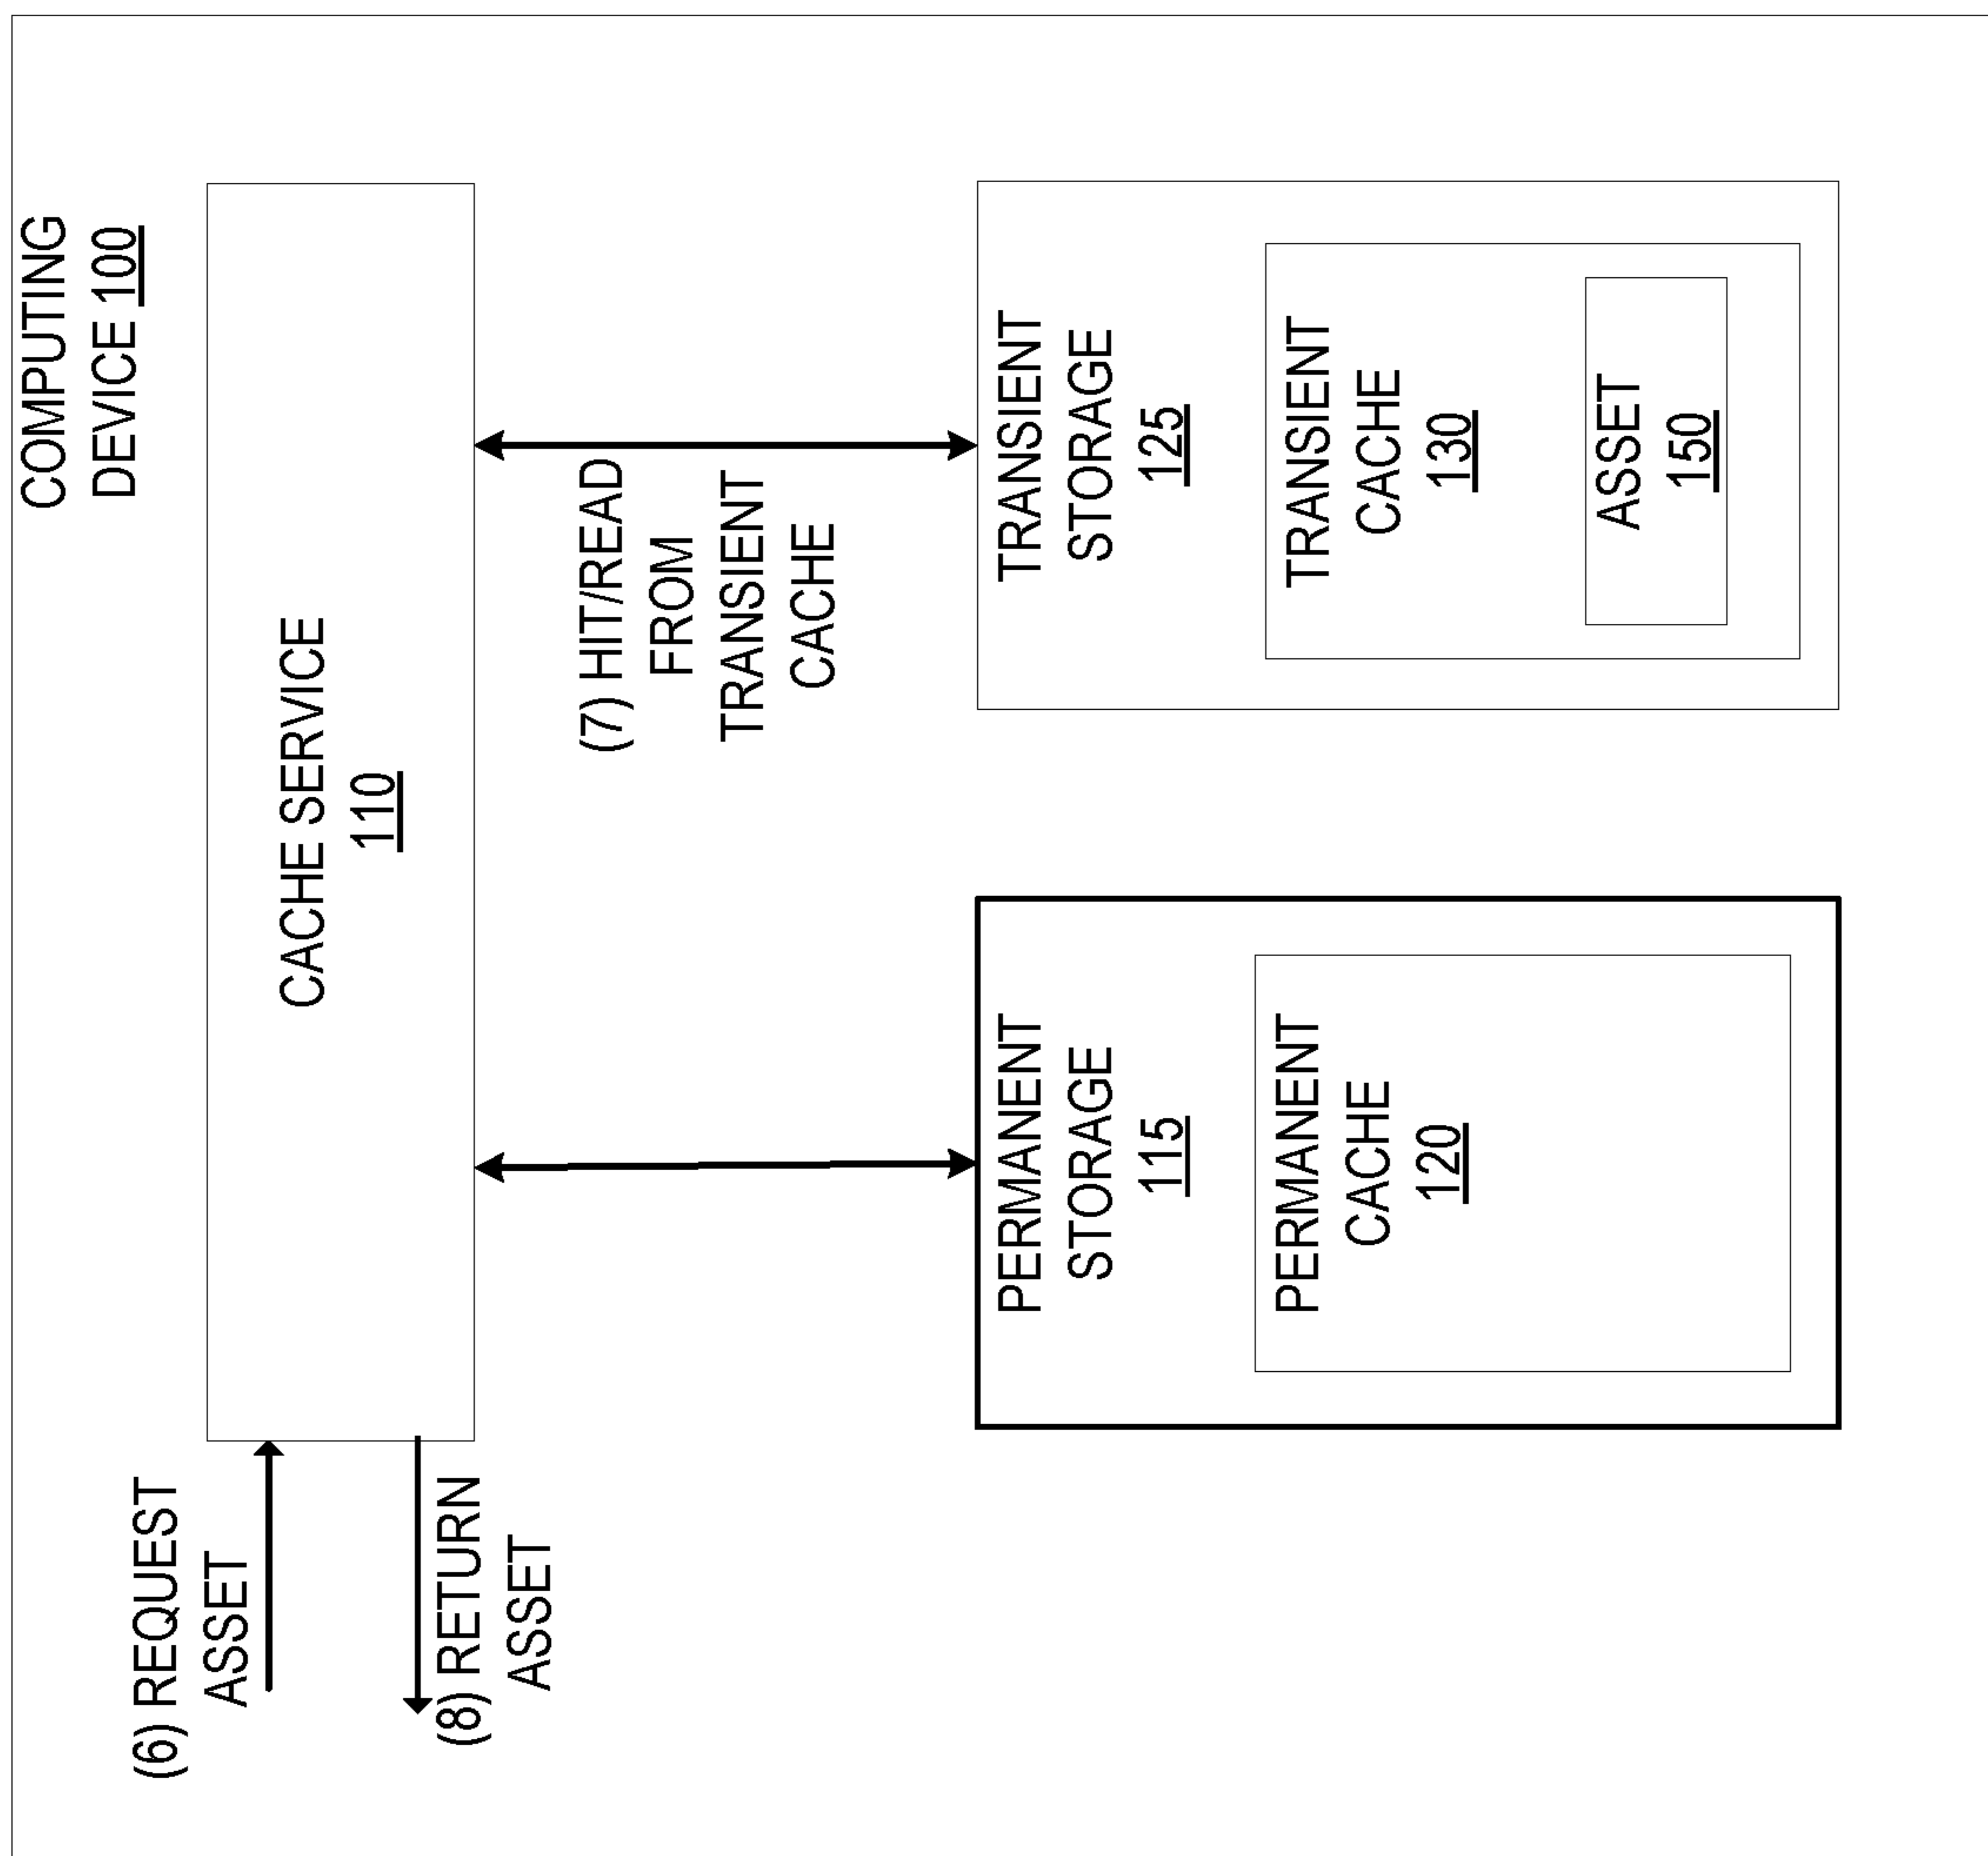 COMPUTING
DEVICE 100
CACHE SERVICE
110
(6) REQUEST
ASSET
(8) RETURN
ASSET
(7) HIT/READ
FROM
TRANSIENT
CACHE
PERMANENT
STORAGE
115
PERMANENT
CACHE
120
TRANSIENT
STORAGE
125
TRANSIENT
CACHE
130
ASSET
150